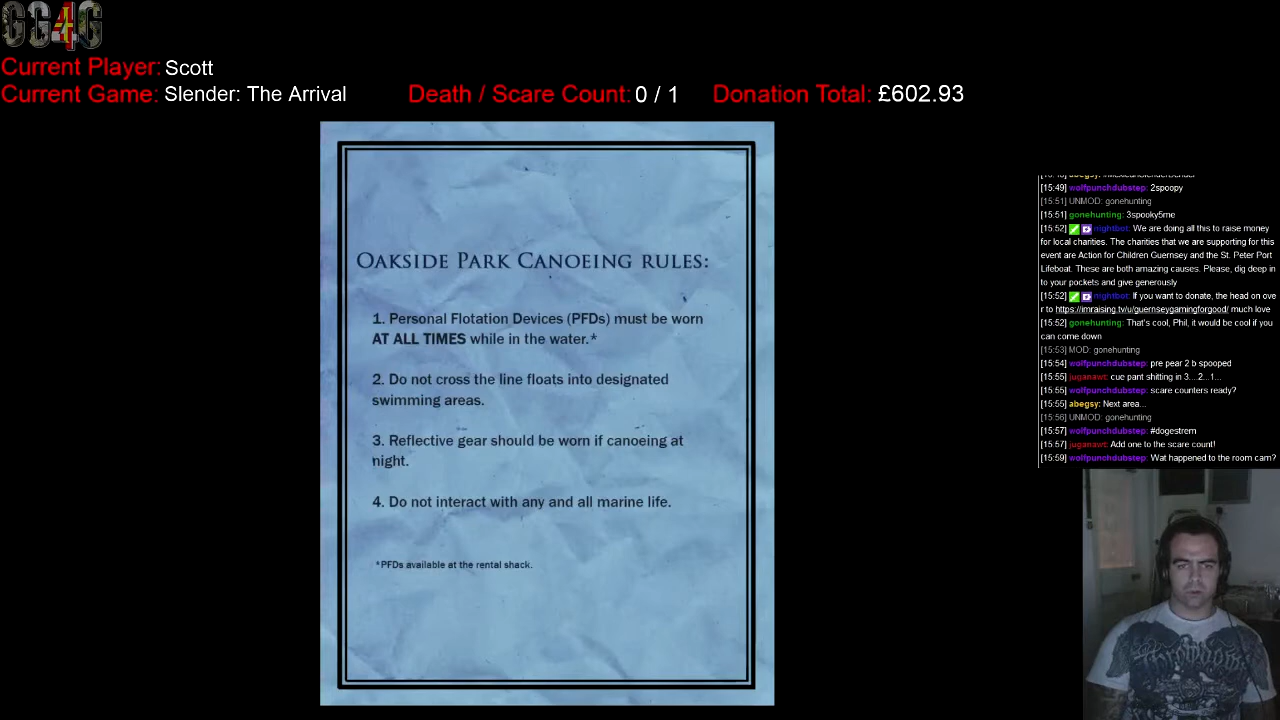 GG4G
Current Player: Scott
Current Game: Slender: The Arrival
Death / Scare Count: 0 / 1
Donation Total: £602.93
OAKSIDE PARK CANOEING RULES:
1. Personal Flotation Devices (PFDs) must be worn
AT ALL TIMES while in the water.*
2. Do not cross the line floats into designated
swimming areas.
3. Reflective gear should be worn if canoeing at
night.
4. Do not interact with any and all marine life.
*PFDs available at the rental shack.
[15:49] wolfpunchdubstep: 2spoopy
[15:51] UNMOD: gonehunting
[15:51] gonehunting: 3spooky5me
[15:52] nightbot: We are doing all this to raise money
for local charities. The charities that we are supporting for this
event are Action for Children Guernsey and the St. Peter Port
Lifeboat. These are both amazing causes. Please, dig deep in
to your pockets and give generously
[15:52] nightbot: If you want to donate, the head on ove
r to https://imraising.tv/u/guernseygamingforgood/ much love
[15:52] gonehunting: That's cool, Phil, it would be cool if you
can come down
[15:53] MOD: gonehunting
[15:54] wolfpunchdubstep: pre pear 2 b spooped
[15:55] juganawt: cue pant shitting in 3....2...1...
[15:55] wolfpunchdubstep: scare counters ready?
[15:55] abegsy: Next area...
[15:56] UNMOD: gonehunting
[15:57] wolfpunchdubstep: #dogestrem
[15:57] juganawt: Add one to the scare count!
[15:59] wolfpunchdubstep: Wat happened to the room cam?